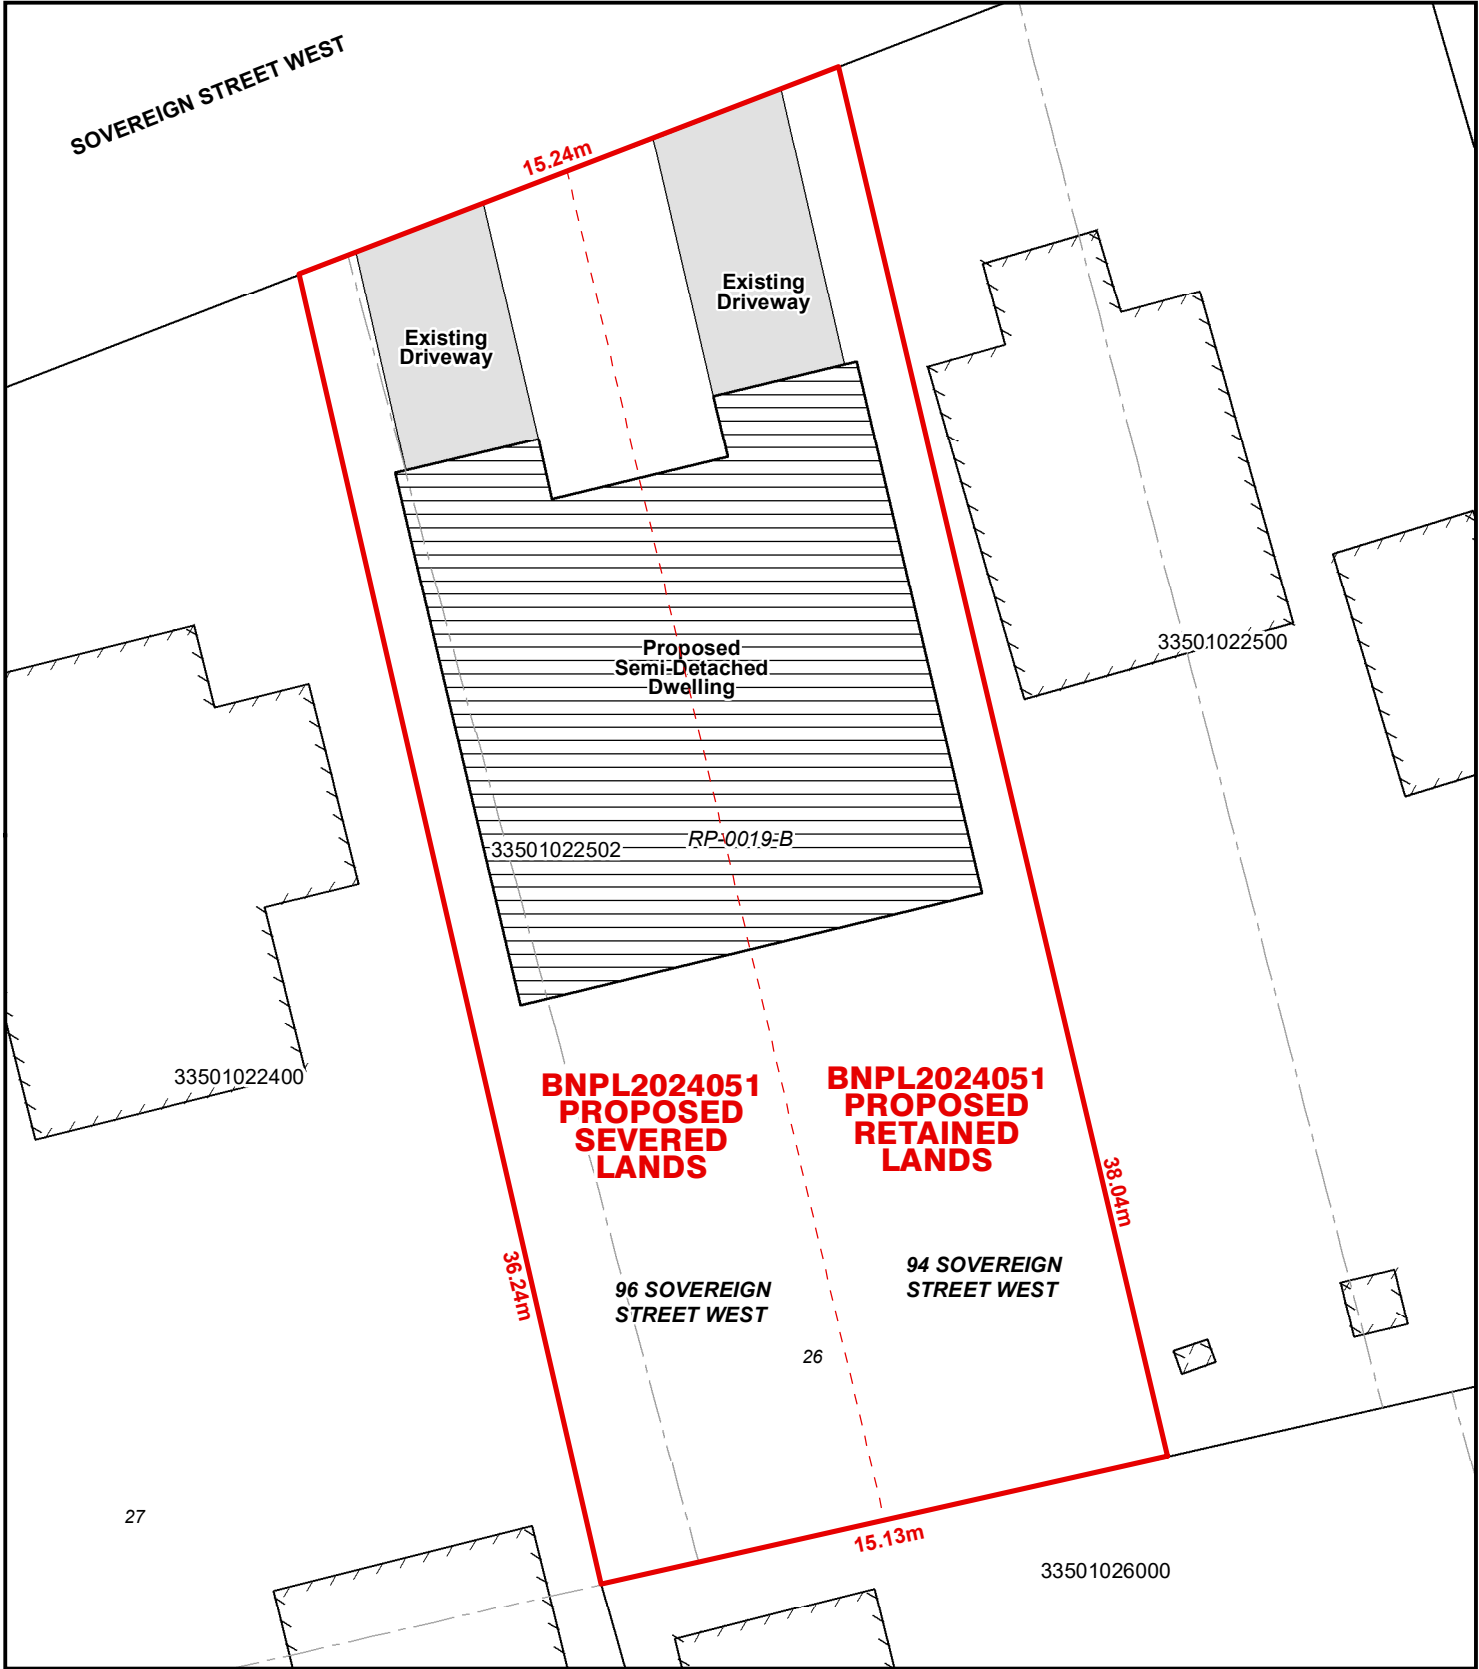 SOVEREIGN STREET WEST
15.24m
Existing
Driveway
Existing
Driveway
Proposed
Semi-Detached
Dwelling
33501022500
RP-0019-B
33501022502
33501022400
BNPL2024051
PROPOSED
SEVERED
LANDS
BNPL2024051
PROPOSED
RETAINED
LANDS
38.04m
36.24m
96 SOVEREIGN
STREET WEST
94 SOVEREIGN
STREET WEST
26
27
15.13m
33501026000